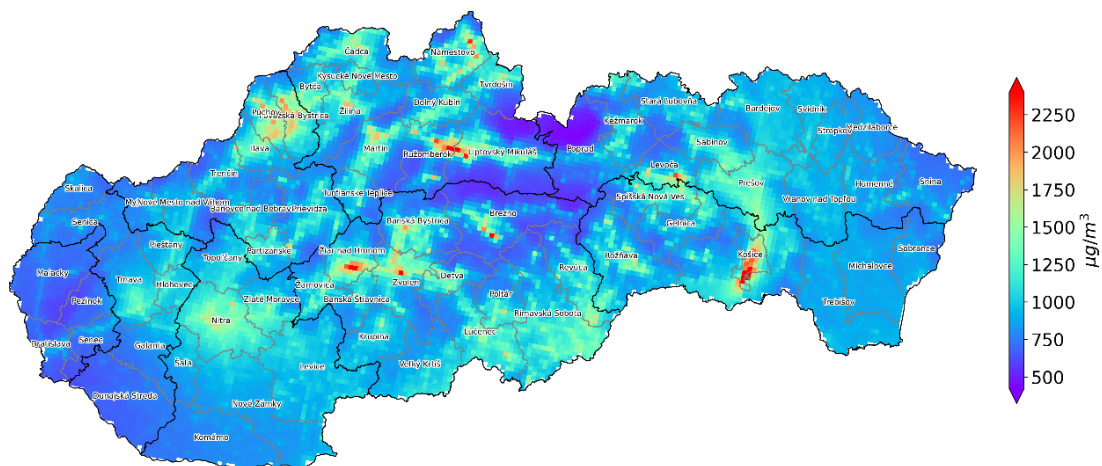 Námestovo
Čadca
Tvrdošín
Kysucké Nové Mesto
Bytča
Dolný Kubín
Stará Ľubovňa
Bardejov
Svidník
Púchov
Považská Bystrica
Žilina
Kežmarok
Stropkov
Medzilaborce
Martin
Ružomberok
Liptovský Mikuláš
Poprad
Sabinov
Ilava
Levoča
Trenčín
Prešov
Humenné
Snina
Skalica
Turčianske Teplice
Spišská Nová Ves
Vranov nad Topľou
Myjava
Nové Mesto nad Váhom
Bánovce nad Bebravou
Prievidza
Senica
Banská Bystrica
Brezno
Gelnica
Piešťany
Partizánske
Žiar nad Hronom
Košice
Sobrance
Topoľčany
Rožňava
Malacky
Michalovce
Trnava
Hlohovec
Žarnovica
Zvolen
Detva
Revúca
Pezinok
Zlaté Moravce
Banská Štiavnica
Poltár
Trebišov
Nitra
Rimavská Sobota
Bratislava
Senec
Galanta
Krupina
Lučenec
Šaľa
Levice
Veľký Krtíš
Dunajská Streda
Nové Zámky
Komárno
2250
2000
1750
1500
1250
1000
750
500
μg/m³